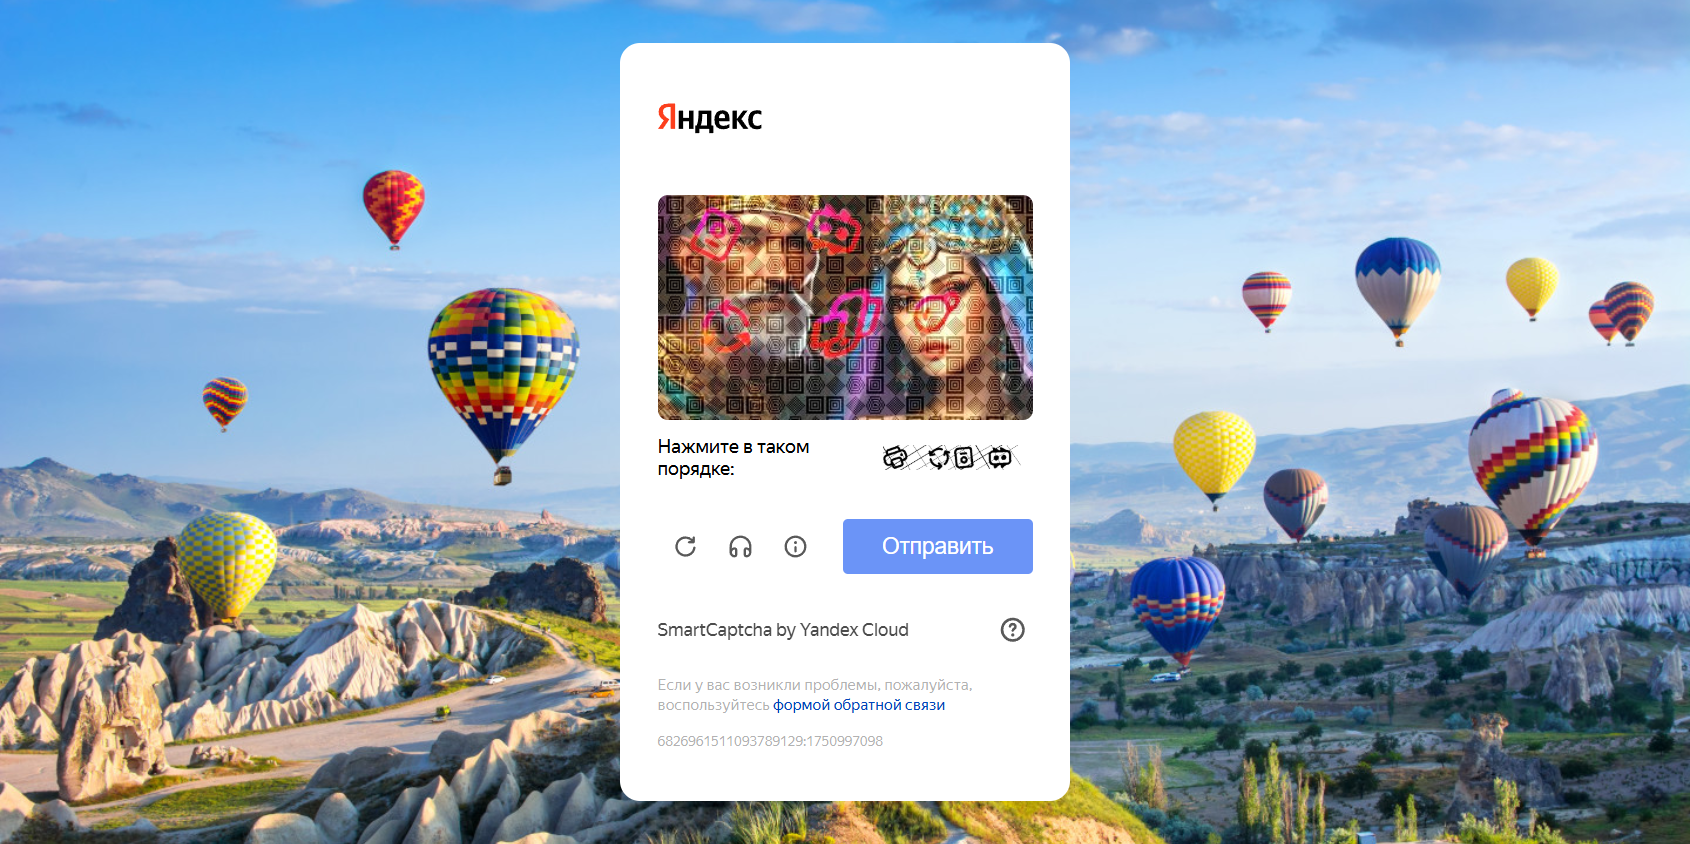 Яндекс
Нажмите в таком
порядке:
Отправить
SmartCaptcha by Yandex Cloud
Если у вас возникли проблемы, пожалуйста,
воспользуйтесь формой обратной связи
6826961511093789129:1750997098